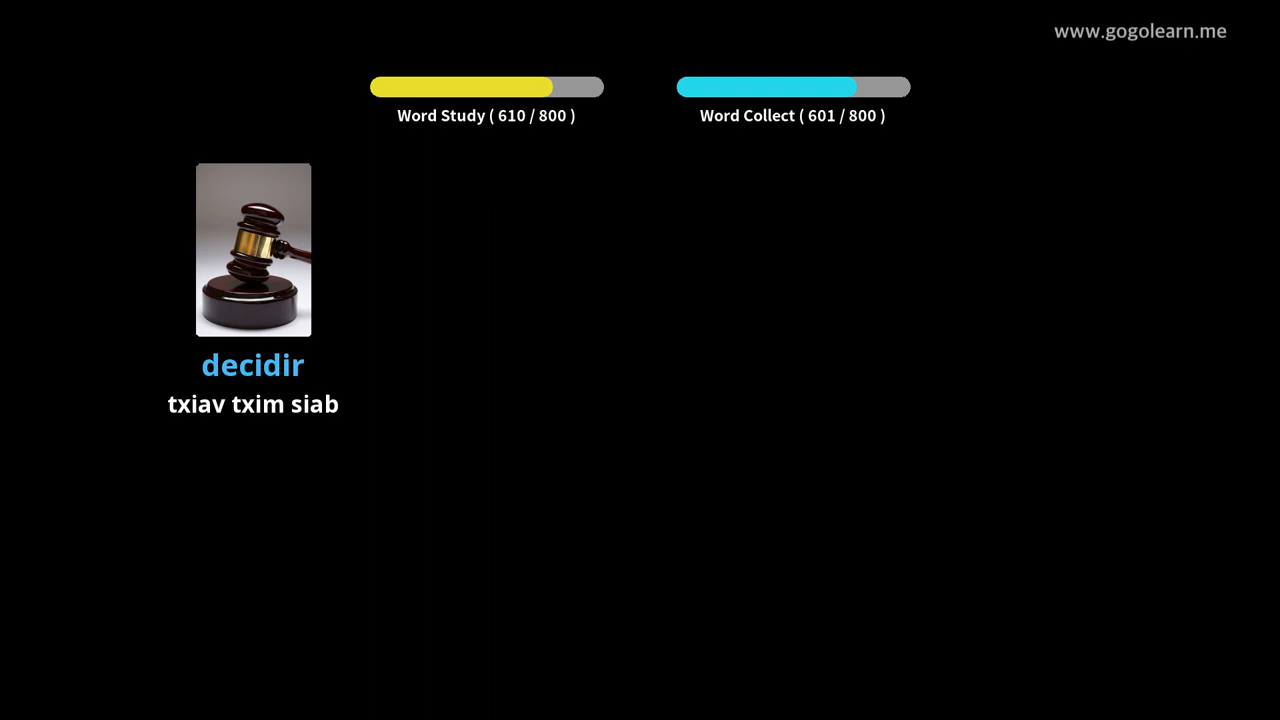 www.gogolearn.me
Word Study ( 610 / 800 )
Word Collect ( 601 / 800 )
decidir
txiav txim siab